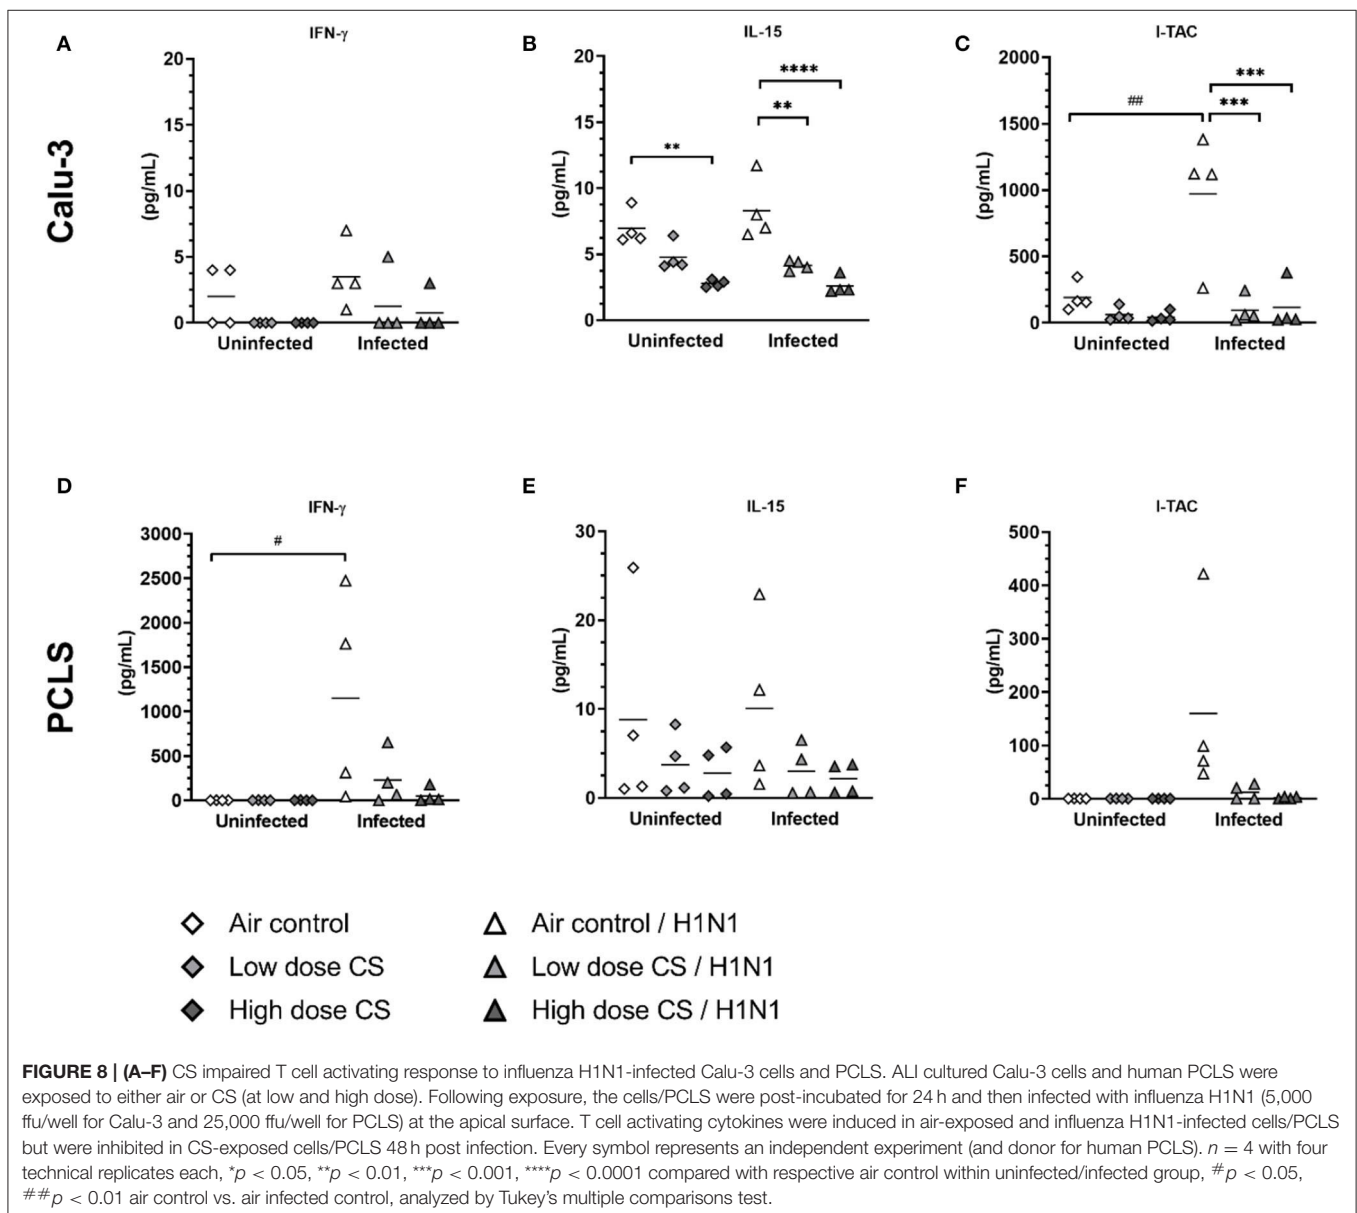 A
IFN-γ
20
15
10
5
0
(pg/mL)
Uninfected Infected
B
IL-15
20
15
10
5
0
(pg/mL)
**
**
****
Uninfected Infected
C
I-TAC
2000
1500
1000
500
0
(pg/mL)
##
***
***
Uninfected Infected
Calu-3
D
IFN-γ
3000
2500
2000
1500
1000
500
0
(pg/mL)
#
Uninfected Infected
E
IL-15
30
20
10
0
(pg/mL)
Uninfected Infected
F
I-TAC
500
400
300
200
100
0
(pg/mL)
Uninfected Infected
PCLS
Air control
Low dose CS
High dose CS
Air control / H1N1
Low dose CS / H1N1
High dose CS / H1N1
FIGURE 8 | (A–F) CS impaired T cell activating response to influenza H1N1-infected Calu-3 cells and PCLS. ALI cultured Calu-3 cells and human PCLS were
exposed to either air or CS (at low and high dose). Following exposure, the cells/PCLS were post-incubated for 24 h and then infected with influenza H1N1 (5,000
ffu/well for Calu-3 and 25,000 ffu/well for PCLS) at the apical surface. T cell activating cytokines were induced in air-exposed and influenza H1N1-infected cells/PCLS
but were inhibited in CS-exposed cells/PCLS 48 h post infection. Every symbol represents an independent experiment (and donor for human PCLS). n = 4 with four
technical replicates each, *p < 0.05, **p < 0.01, ***p < 0.001, ****p < 0.0001 compared with respective air control within uninfected/infected group, #p < 0.05,
##p < 0.01 air control vs. air infected control, analyzed by Tukey's multiple comparisons test.